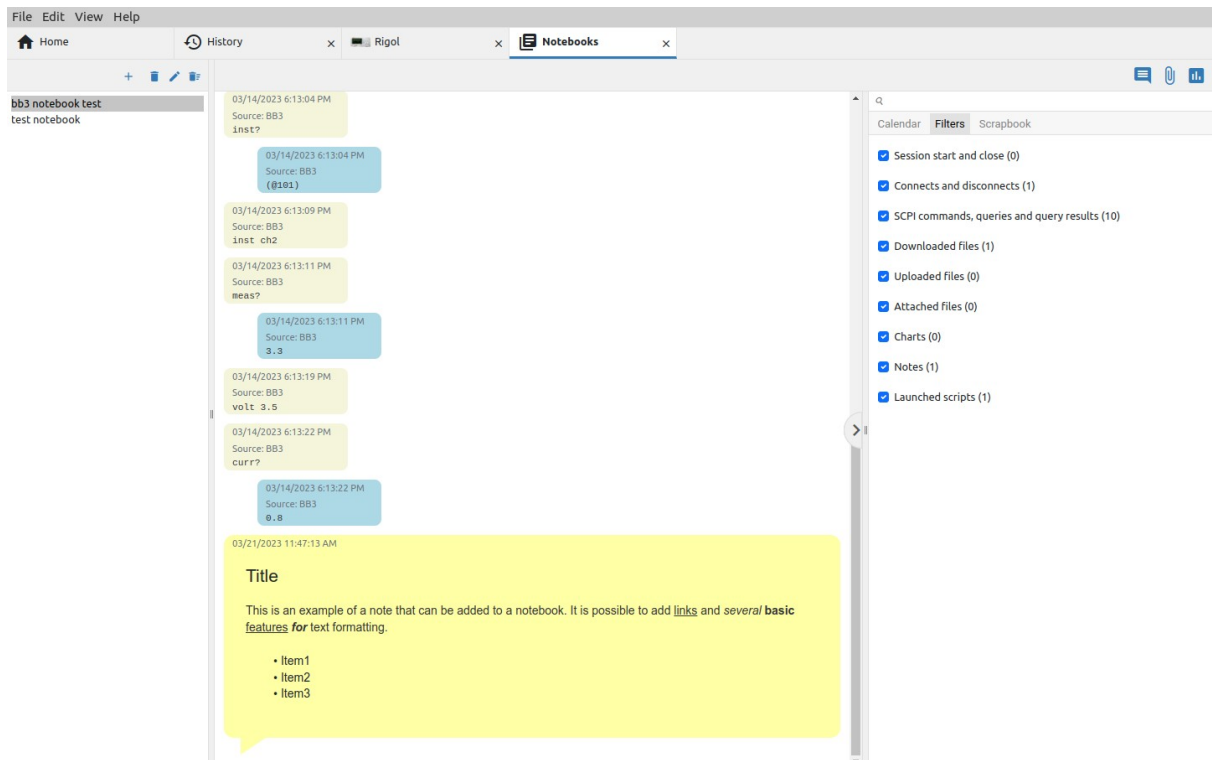 File Edit View Help
Home
History
Rigol
Notebooks
bb3 notebook test
test notebook
03/14/2023 6:13:04 PM
Source: BB3
inst?
03/14/2023 6:13:04 PM
Source: BB3
(@101)
03/14/2023 6:13:09 PM
Source: BB3
inst ch2
03/14/2023 6:13:11 PM
Source: BB3
meas?
03/14/2023 6:13:11 PM
Source: BB3
3.3
03/14/2023 6:13:19 PM
Source: BB3
volt 3.5
03/14/2023 6:13:22 PM
Source: BB3
curr?
03/14/2023 6:13:22 PM
Source: BB3
0.8
03/21/2023 11:47:13 AM
Title
This is an example of a note that can be added to a notebook. It is possible to add links and several basic
features for text formatting.
• Item1
• Item2
• Item3
Calendar Filters Scrapbook
Session start and close (0)
Connects and disconnects (1)
SCPI commands, queries and query results (10)
Downloaded files (1)
Uploaded files (0)
Attached files (0)
Charts (0)
Notes (1)
Launched scripts (1)